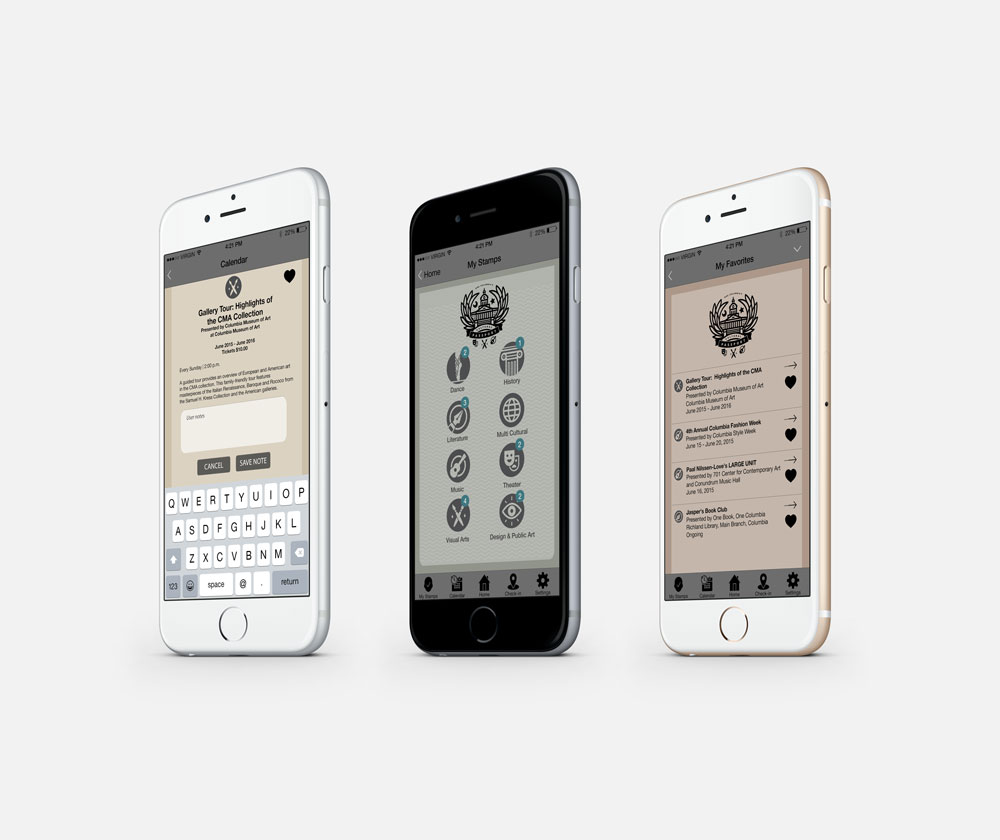 VIRGIN
4:21 PM
22%
Calendar
Gallery Tour: Highlights of
the CMA Collection
Presented by Columbia Museum of Art
at Columbia Museum of Art
June 2015 - June 2016
Tickets $10.00
Every Sunday | 2:00 p.m.
A guided tour provides an overview of European and American art
in the CMA collection. This family-friendly tour features
masterpieces of the Italian Renaissance, Baroque and Rococo from
the Samuel H. Kress Collection and the American galleries.
Start notes
CANCEL
SAVE NOTE
Q W E R T Y U I O P
A S D F G H J K L
Z X C V B N M
123
space
@
.
return
VIRGIN
4:21 PM
22%
Home
My Stamps
PASSPORT
2
1
Dance
History
3
Literature
Multi Cultural
2
Music
Theater
4
2
Visual Arts
Design & Public Art
My Stamps
Calendar
Home
Check-in
Settings
VIRGIN
4:21 PM
22%
My Favorites
PASSPORT
Gallery Tour: Highlights of the CMA
Collection
Presented by Columbia Museum of Art
Columbia Museum of Art
June 2015 – June 2016
4th Annual Columbia Fashion Week
Presented by Columbia Style Week
June 15 - June 20, 2015
Paal Nilssen-Love's LARGE UNIT
Presented by 701 Center for Contemporary Art
and Conundrum Music Hall
June 16, 2015
Jasper's Book Club
Presented by One Book, One Columbia
Richland Library, Main Branch, Columbia
Ongoing
My Stamps
Calendar
Home
Check-in
Settings